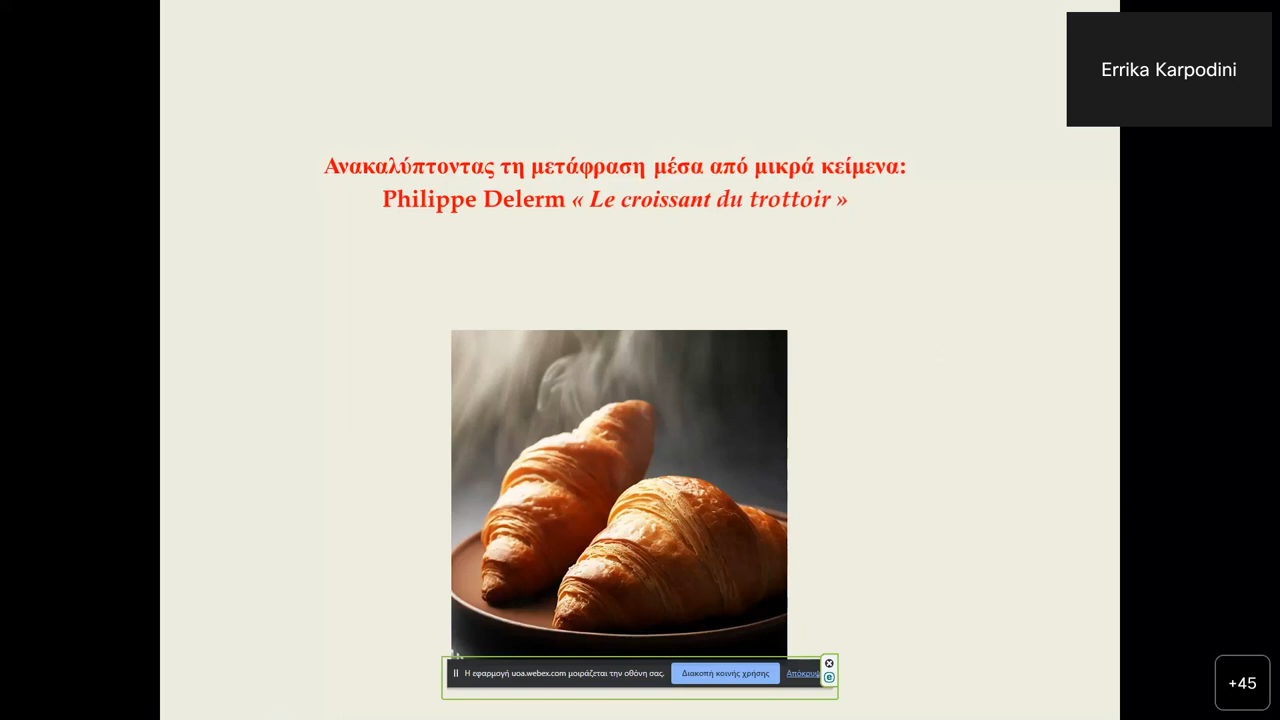 Errika Karpodini
Ανακαλύπτοντας τη μετάφραση μέσα από μικρά κείμενα:
Philippe Delerm « Le croissant du trottoir »
Η εφαρμογή uoa.webex.com μοιράζεται την οθόνη σας.
Διακοπή κοινής χρήσης
+45